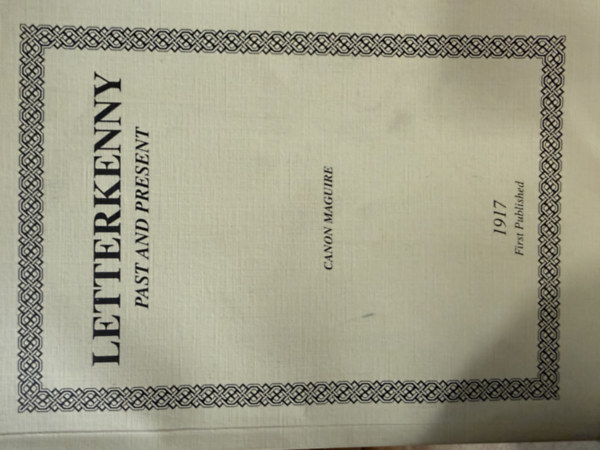 LETTERKENNY
PAST AND PRESENT
CANON MAGUIRE
1917
First Published